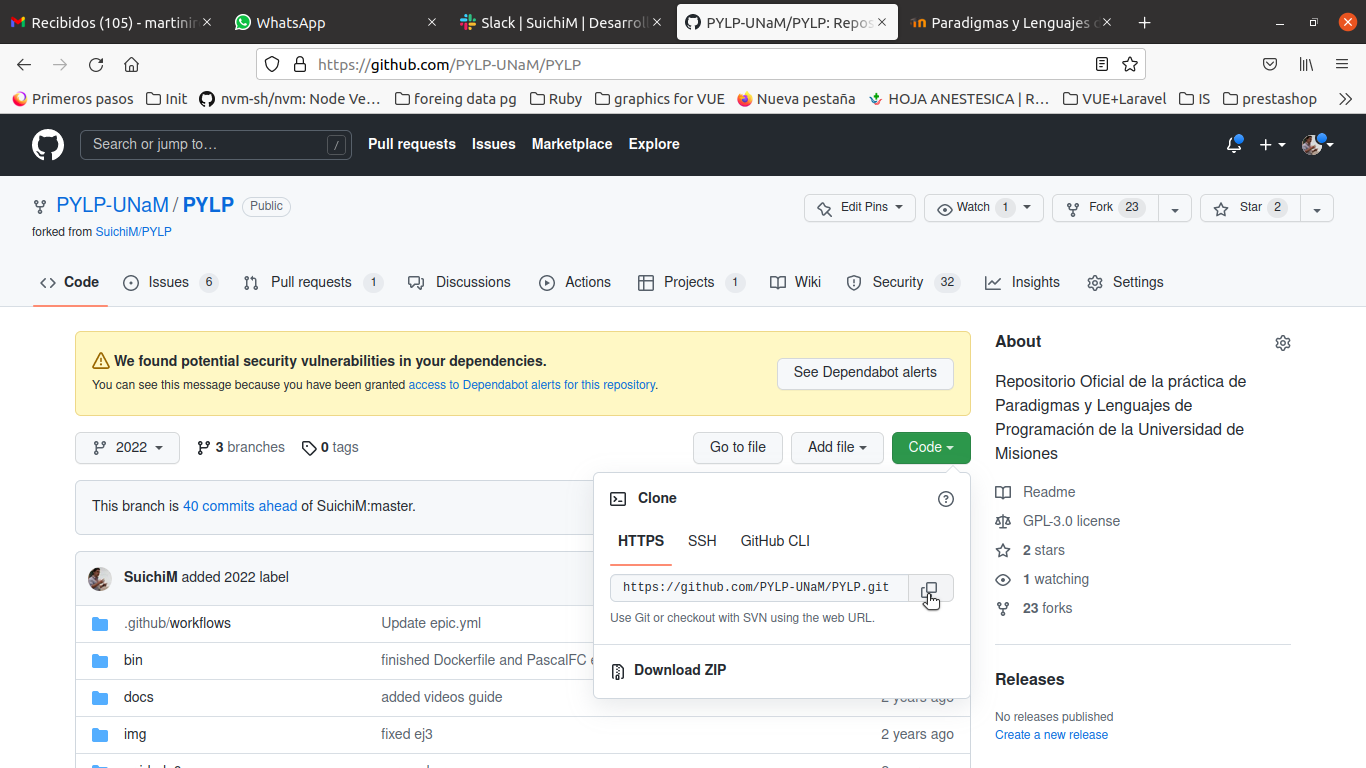 Recibidos (105) - martinir
WhatsApp
Slack | SuichiM | Desarroll
PYLP-UNaM/PYLP: Repos
Paradigmas y Lenguajes d
https://github.com/PYLP-UNaM/PYLP
Primeros pasos
Init
nvm-sh/nvm: Node Ve…
foreing data pg
Ruby
graphics for VUE
Nueva pestaña
HOJA ANESTESICA | R…
VUE+Laravel
IS
prestashop
Search or jump to…
/
Pull requests
Issues
Marketplace
Explore
PYLP-UNaM / PYLP
Public
Edit Pins
Watch 1
Fork 23
Star 2
forked from SuichiM/PYLP
Code
Issues 6
Pull requests 1
Discussions
Actions
Projects 1
Wiki
Security 32
Insights
Settings
We found potential security vulnerabilities in your dependencies.
You can see this message because you have been granted access to Dependabot alerts for this repository.
See Dependabot alerts
2022
3 branches
0 tags
Go to file
Add file
Code
This branch is 40 commits ahead of SuichiM:master.
Clone
HTTPS
SSH
GitHub CLI
https://github.com/PYLP-UNaM/PYLP.git
Use Git or checkout with SVN using the web URL.
Download ZIP
SuichiM added 2022 label
.github/workflows
Update epic.yml
bin
finished Dockerfile and PascalFC e
docs
added videos guide
2 years ago
img
fixed ej3
2 years ago
About
Repositorio Oficial de la práctica de
Paradigmas y Lenguajes de
Programación de la Universidad de
Misiones
Readme
GPL-3.0 license
2 stars
1 watching
23 forks
Releases
No releases published
Create a new release